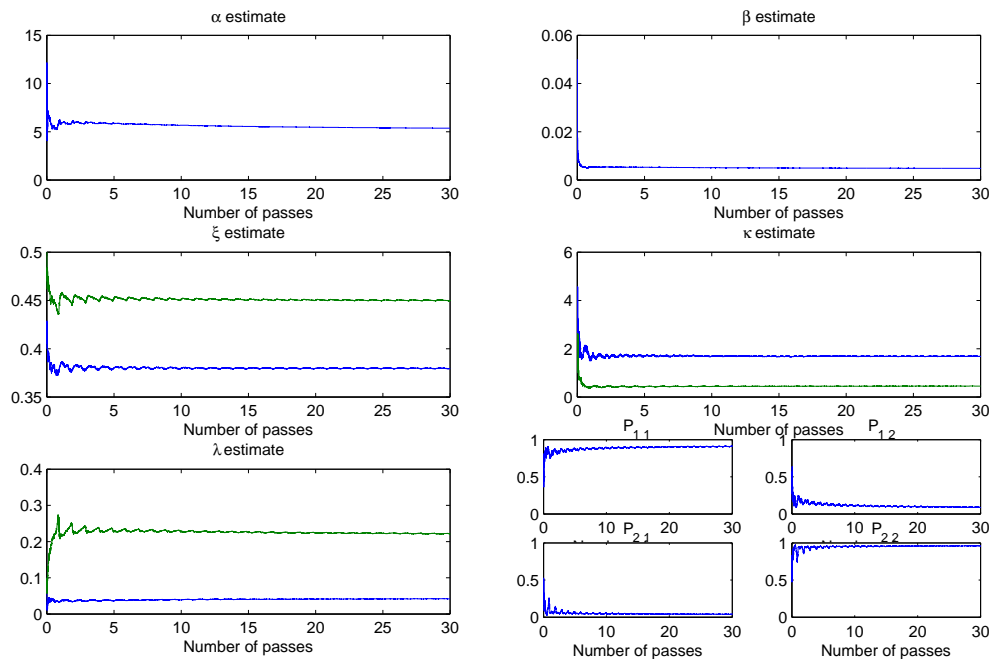 α estimate
15
10
5
0
0 5 10 15 20 25 30
Number of passes
β estimate
0.06
0.04
0.02
0
0 5 10 15 20 25 30
Number of passes
ξ estimate
0.5
0.45
0.4
0.35
0 5 10 15 20 25 30
Number of passes
κ estimate
6
4
2
0
0 5 10 15 20 25 30
Number of passes
λ estimate
0.4
0.3
0.2
0.1
0
0 5 10 15 20 25 30
Number of passes
P1,1
1
0.5
0
0 10 20 30
P1,2
1
0.5
0
0 10 20 30
P2,1
1
0.5
0
0 10 20 30
Number of passes
P2,2
1
0.5
0
0 10 20 30
Number of passes